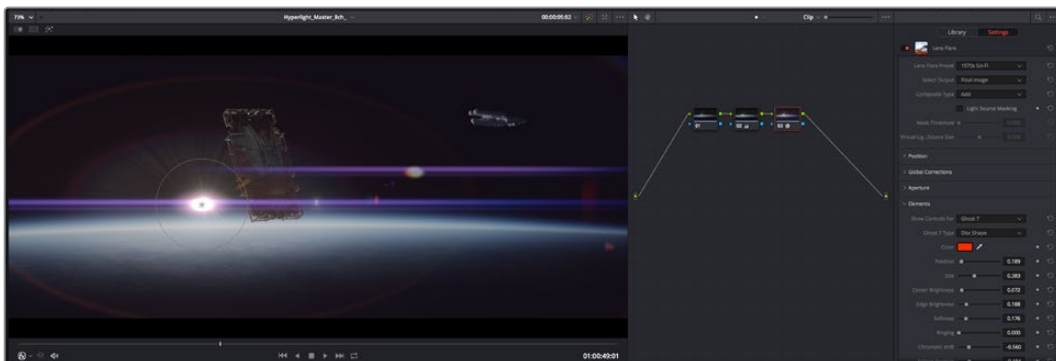 73%
Hyperlight_Master_8ch_
00:00:05:02
Clip
Library
Settings
Lens Flare
Lens Flare Preset 1970s Sci-Fi
Select Output Final Image
Composite Type Add
Light Source Masking
Mask Threshold
Position
Global Corrections
Aperture
Elements
Show Controls For Ghost 7
Ghost 7 Type Disc Shape
Color
Position 0.189
Size 0.383
Center Brightness 0.072
Edge Brightness 0.188
Softness 0.176
Ringing 0.000
Chromatic Shift -0.560
01:00:49:01